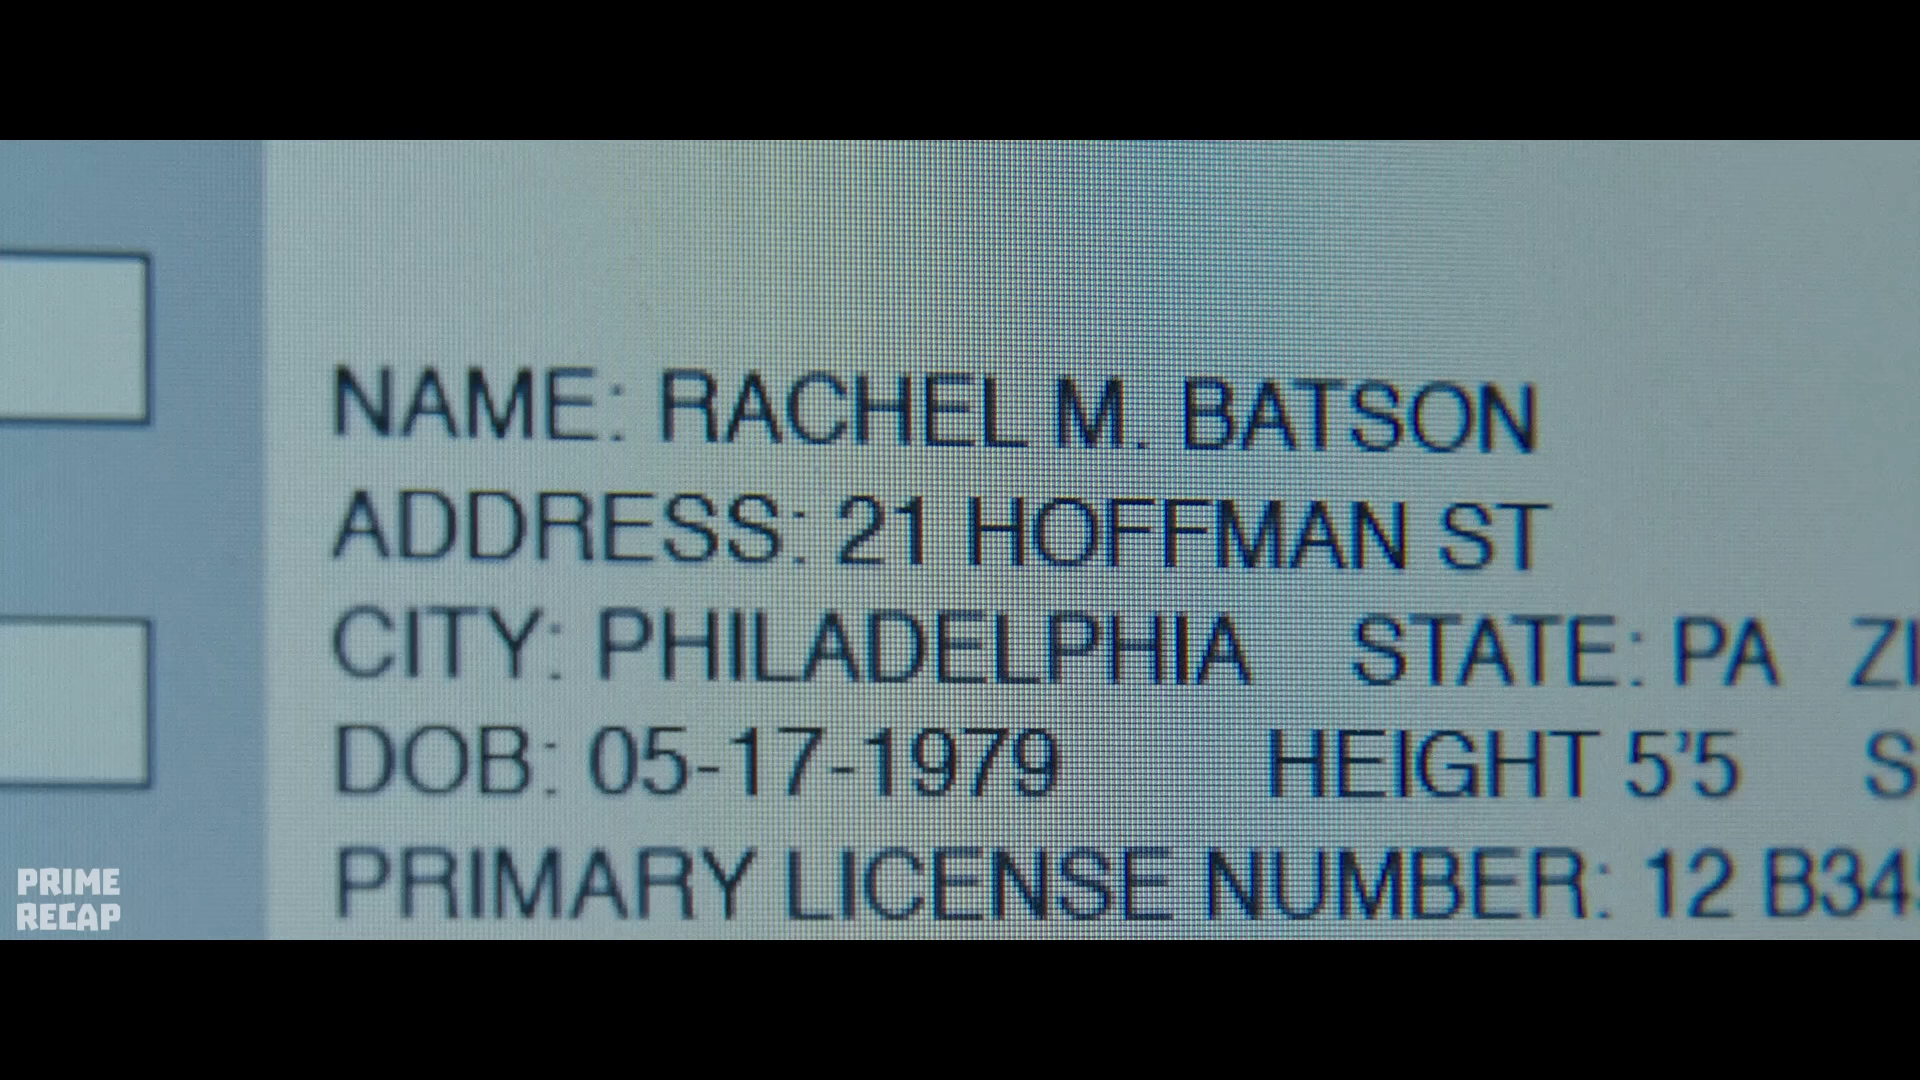 NAME: RACHEL M. BATSON
ADDRESS: 21 HOFFMAN ST
CITY: PHILADELPHIA STATE: PA
DOB: 05-17-1979 HEIGHT 5'5
PRIMARY LICENSE NUMBER: 12 B34
PRIME
RECAP